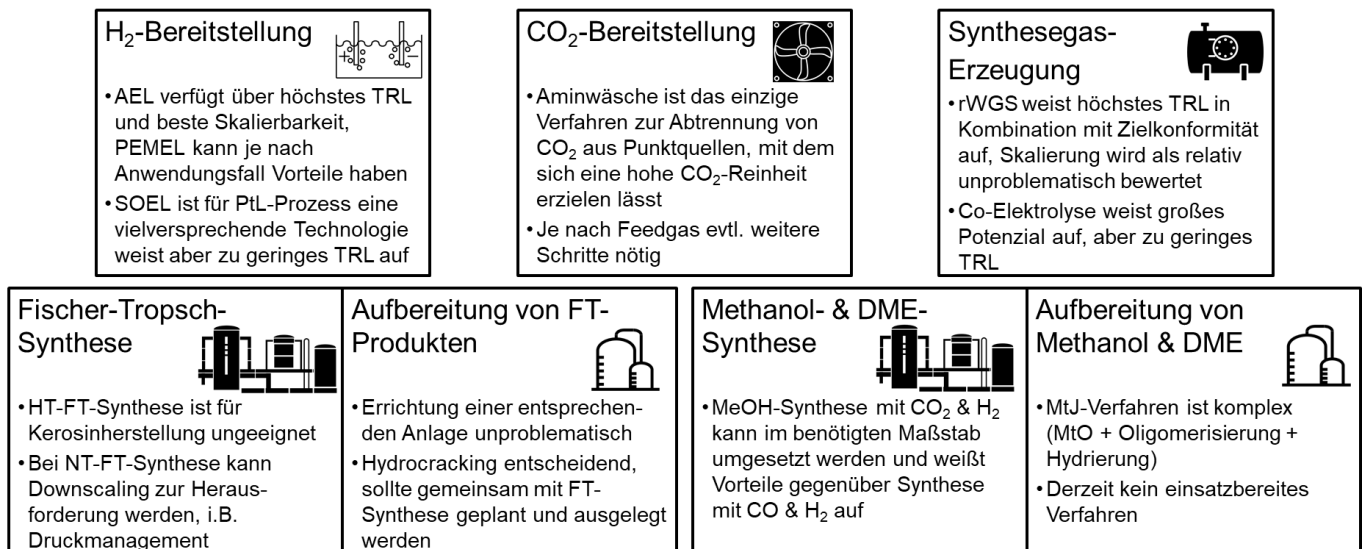 H₂-Bereitstellung
• AEL verfügt über höchstes TRL
und beste Skalierbarkeit,
PEMEL kann je nach
Anwendungsfall Vorteile haben
• SOEL ist für PtL-Prozess eine
vielversprechende Technologie
weist aber zu geringes TRL auf
CO₂-Bereitstellung
• Aminwäsche ist das einzige
Verfahren zur Abtrennung von
CO₂ aus Punktquellen, mit dem
sich eine hohe CO₂-Reinheit
erzielen lässt
• Je nach Feedgas evtl. weitere
Schritte nötig
Synthesegas-
Erzeugung
• rWGS weist höchstes TRL in
Kombination mit Zielkonformität
auf, Skalierung wird als relativ
unproblematisch bewertet
• Co-Elektrolyse weist großes
Potenzial auf, aber zu geringes
TRL
Fischer-Tropsch-
Synthese
• HT-FT-Synthese ist für
Kerosinherstellung ungeeignet
• Bei NT-FT-Synthese kann
Downscaling zur Heraus-
forderung werden, i.B.
Druckmanagement
Aufbereitung von FT-
Produkten
• Errichtung einer entsprechen-
den Anlage unproblematisch
• Hydrocracking entscheidend,
sollte gemeinsam mit FT-
Synthese geplant und ausgelegt
werden
Methanol- & DME-
Synthese
• MeOH-Synthese mit CO₂ & H₂
kann im benötigten Maßstab
umgesetzt werden und weißt
Vorteile gegenüber Synthese
mit CO & H₂ auf
Aufbereitung von
Methanol & DME
• MtJ-Verfahren ist komplex
(MtO + Oligomerisierung +
Hydrierung)
• Derzeit kein einsatzbereites
Verfahren